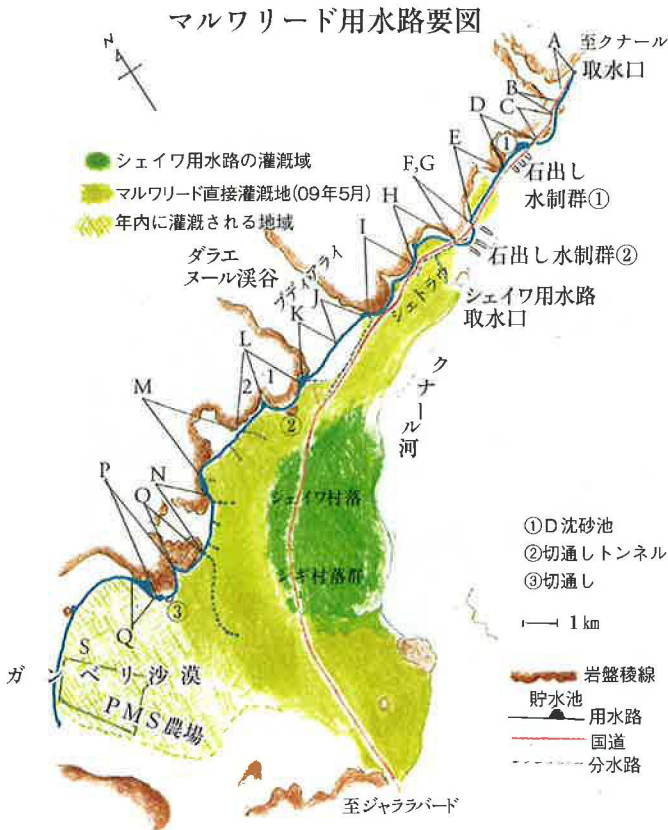 マルワリード用水路要図
N
A
至クナール
取水口
B
C
D
E
①
石出し
水制群①
F,G
シェイワ用水路の灌漑域
マルワリード直接灌漑地(09年5月)
年内に灌漑される地域
H
I
石出し水制群②
ダラエ
ヌール渓谷
ブディアライ
J
K
シェトラウ
シェイワ用水路
取水口
クナール河
L
1
2
②
M
シェイワ村落
P
N
O
シギ村落群
①D沈砂池
②切通しトンネル
③切通し
③
Q
1km
S
ガンベリー沙漠
PMS農場
岩盤稜線
貯水池
用水路
国道
分水路
至ジャララバード